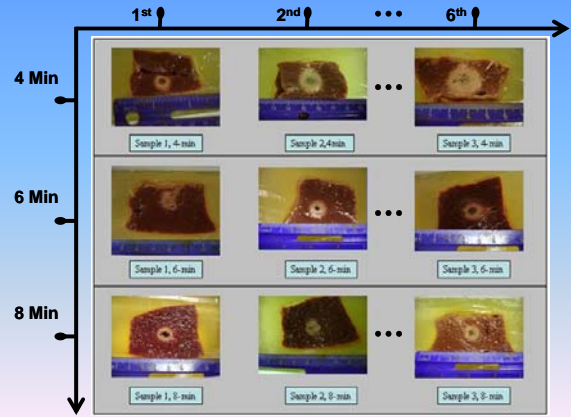 1st 2nd ••• 6th
4 Min
•••
Sample 1, 4-min Sample 2,4min Sample 3, 4-min
6 Min
•••
Sample 1, 6-min Sample 2, 6-min Sample 3, 6-min
8 Min
•••
Sample 1, 8-min Sample 2, 8-min Sample 3, 8-min